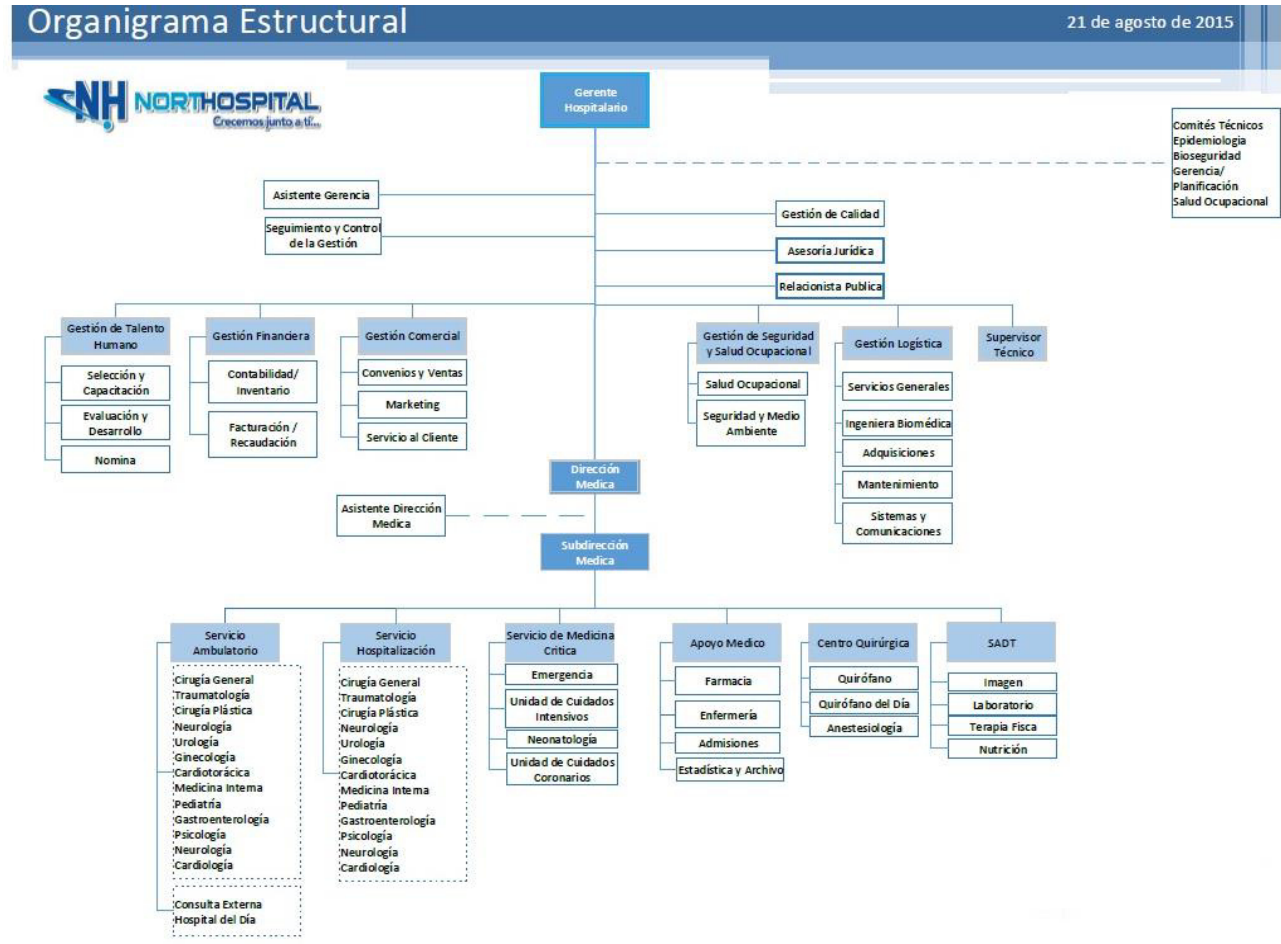 Organigrama Estructural
21 de agosto de 2015
NH NORTHOSPITAL
Crecemos junto a tí...
Gerente
Hospitalario
Comités Técnicos
Epidemiologia
Bioseguridad
Gerencia/
Planificación
Salud Ocupacional
Asistente Gerencia
Seguimiento y Control
de la Gestión
Gestión de Calidad
Asesoría Jurídica
Relacionista Publica
Gestión de Talento
Humano
Selección y
Capacitación
Evaluación y
Desarrollo
Nomina
Gestión Financiera
Contabilidad/
Inventario
Facturación /
Recaudación
Gestión Comercial
Convenios y Ventas
Marketing
Servicio al Cliente
Gestión de Seguridad
y Salud Ocupacional
Salud Ocupacional
Seguridad y Medio
Ambiente
Gestión Logística
Servicios Generales
Ingeniera Biomédica
Adquisiciones
Mantenimiento
Sistemas y
Comunicaciones
Supervisor
Técnico
Dirección
Medica
Asistente Dirección
Medica
Subdirección
Medica
Servicio
Ambulatorio
Cirugía General
Traumatología
Cirugía Plástica
Neurología
Urología
Ginecología
Cardiotorácica
Medicina Interna
Pediatría
Gastroenterología
Psicología
Neurología
Cardiología
Consulta Externa
Hospital del Día
Servicio
Hospitalización
Cirugía General
Traumatología
Cirugía Plástica
Neurología
Urología
Ginecología
Cardiotorácica
Medicina Interna
Pediatría
Gastroenterología
Psicología
Neurología
Cardiología
Servicio de Medicina
Critica
Emergencia
Unidad de Cuidados
Intensivos
Neonatología
Unidad de Cuidados
Coronarios
Apoyo Medico
Farmacia
Enfermería
Admisiones
Estadística y Archivo
Centro Quirúrgica
Quirófano
Quirófano del Día
Anestesiología
SADT
Imagen
Laboratorio
Terapia Fisca
Nutrición